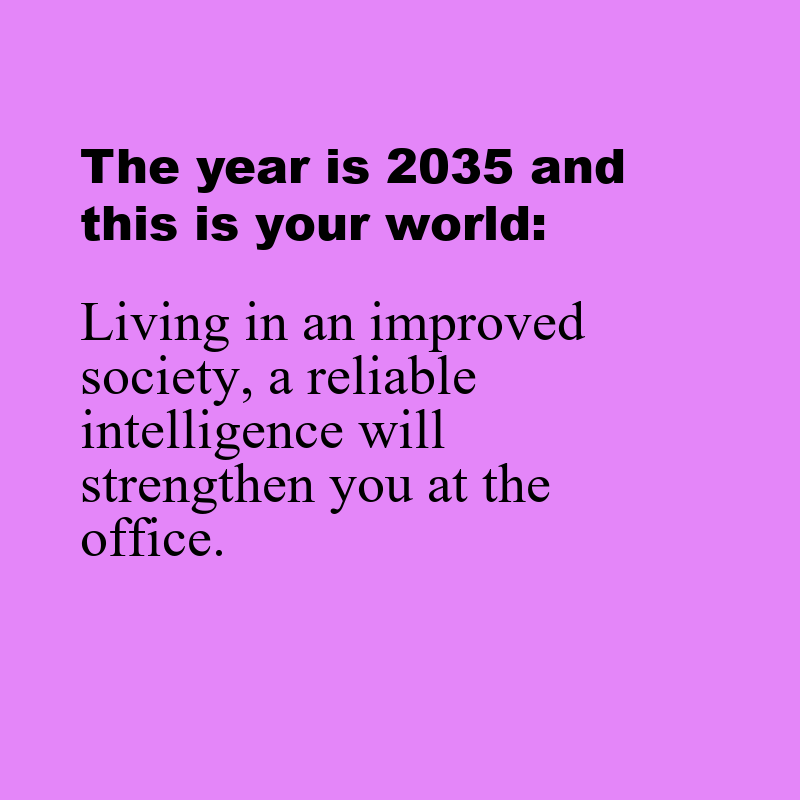 The year is 2035 and
this is your world:
Living in an improved
society, a reliable
intelligence will
strengthen you at the
office.